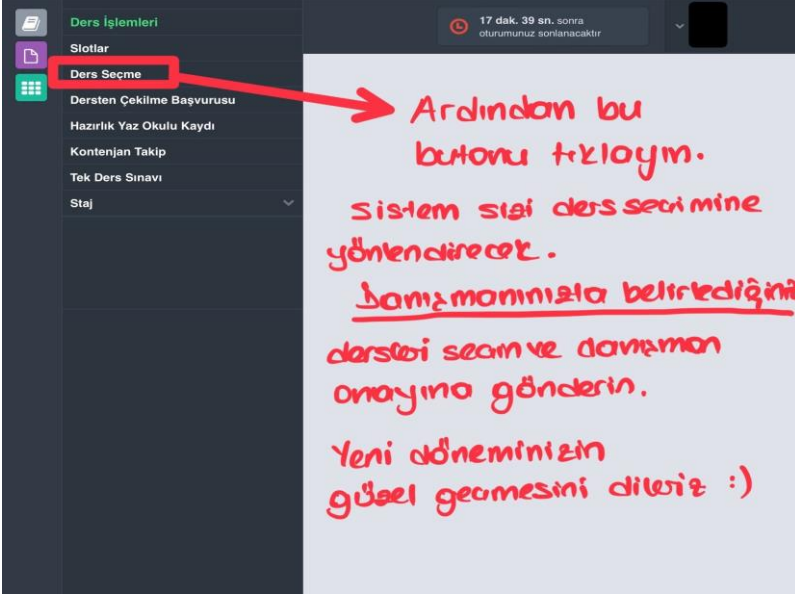 Ders İşlemleri
Slotlar
Ders Seçme
Dersten Çekilme Başvurusu
Hazırlık Yaz Okulu Kaydı
Kontenjan Takip
Tek Ders Sınavı
Staj
17 dak. 39 sn. sonra
oturumunuz sonlanacaktır
Ardından bu
butonu tıklayın.
Sistem sizi ders seçimine
yönlendirecek.
Danışmanınızla belirlediğiniz
dersleri seçin ve danışman
onayına gönderin.
Yeni döneminizin
güzel geçmesini dileriz :)